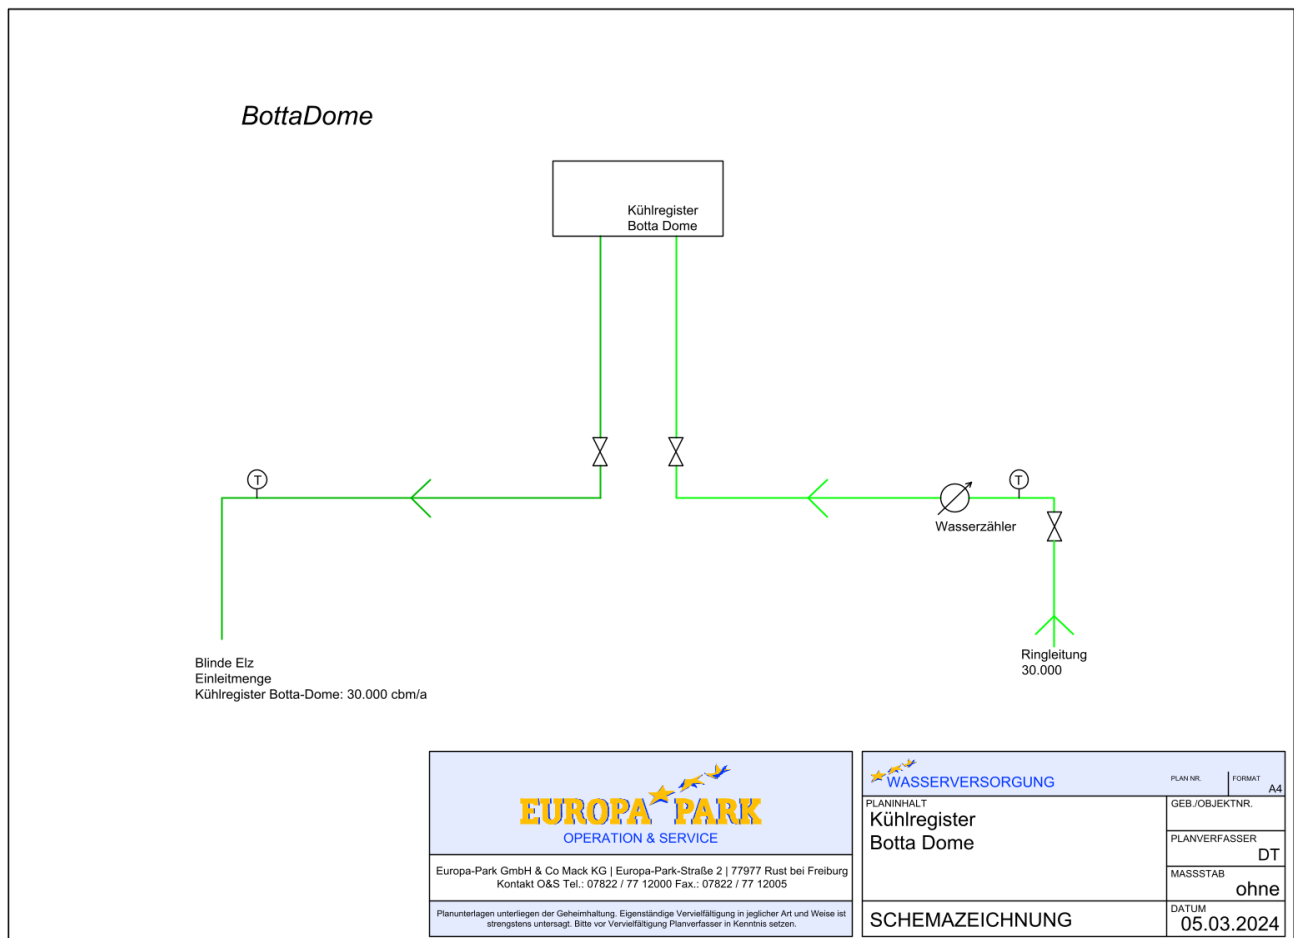 BottaDome
Kühlregister
Botta Dome
T
T
Wasserzähler
Blinde Elz
Einleitmenge
Kühlregister Botta-Dome: 30.000 cbm/a
Ringleitung
30.000
EUROPA PARK
OPERATION & SERVICE
Europa-Park GmbH & Co Mack KG | Europa-Park-Straße 2 | 77977 Rust bei Freiburg
Kontakt O&S Tel.: 07822 / 77 12000 Fax.: 07822 / 77 12005
Planunterlagen unterliegen der Geheimhaltung. Eigenständige Vervielfältigung in jeglicher Art und Weise ist
strengstens untersagt. Bitte vor Vervielfältigung Planverfasser in Kenntnis setzen.
WASSERVERSORGUNG
PLAN NR.
FORMAT
A4
PLANINHALT
Kühlregister
Botta Dome
GEB./OBJEKTNR.
PLANVERFASSER
DT
MASSSTAB
ohne
SCHEMAZEICHNUNG
DATUM
05.03.2024